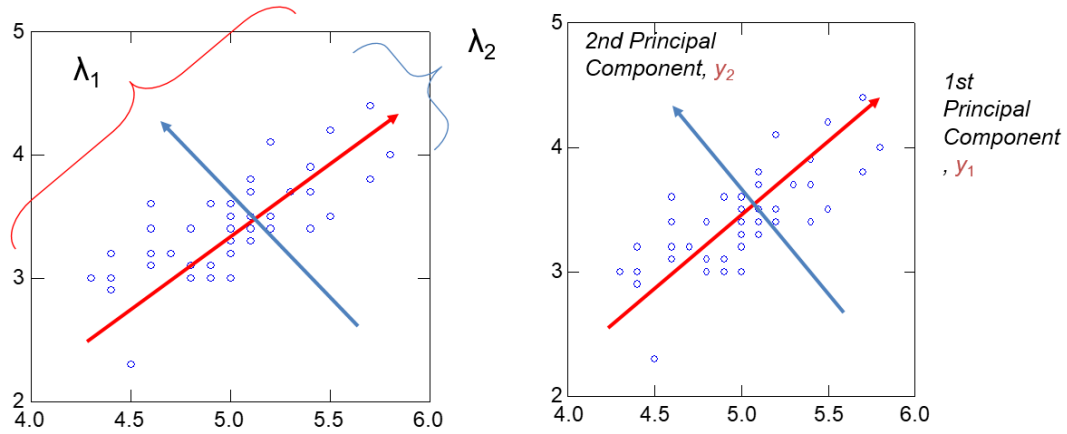 5
4
3
2
4.0 4.5 5.0 5.5 6.0
λ1
λ2
5
4
3
2
4.0 4.5 5.0 5.5 6.0
2nd Principal
Component, y2
1st
Principal
Component
, y1